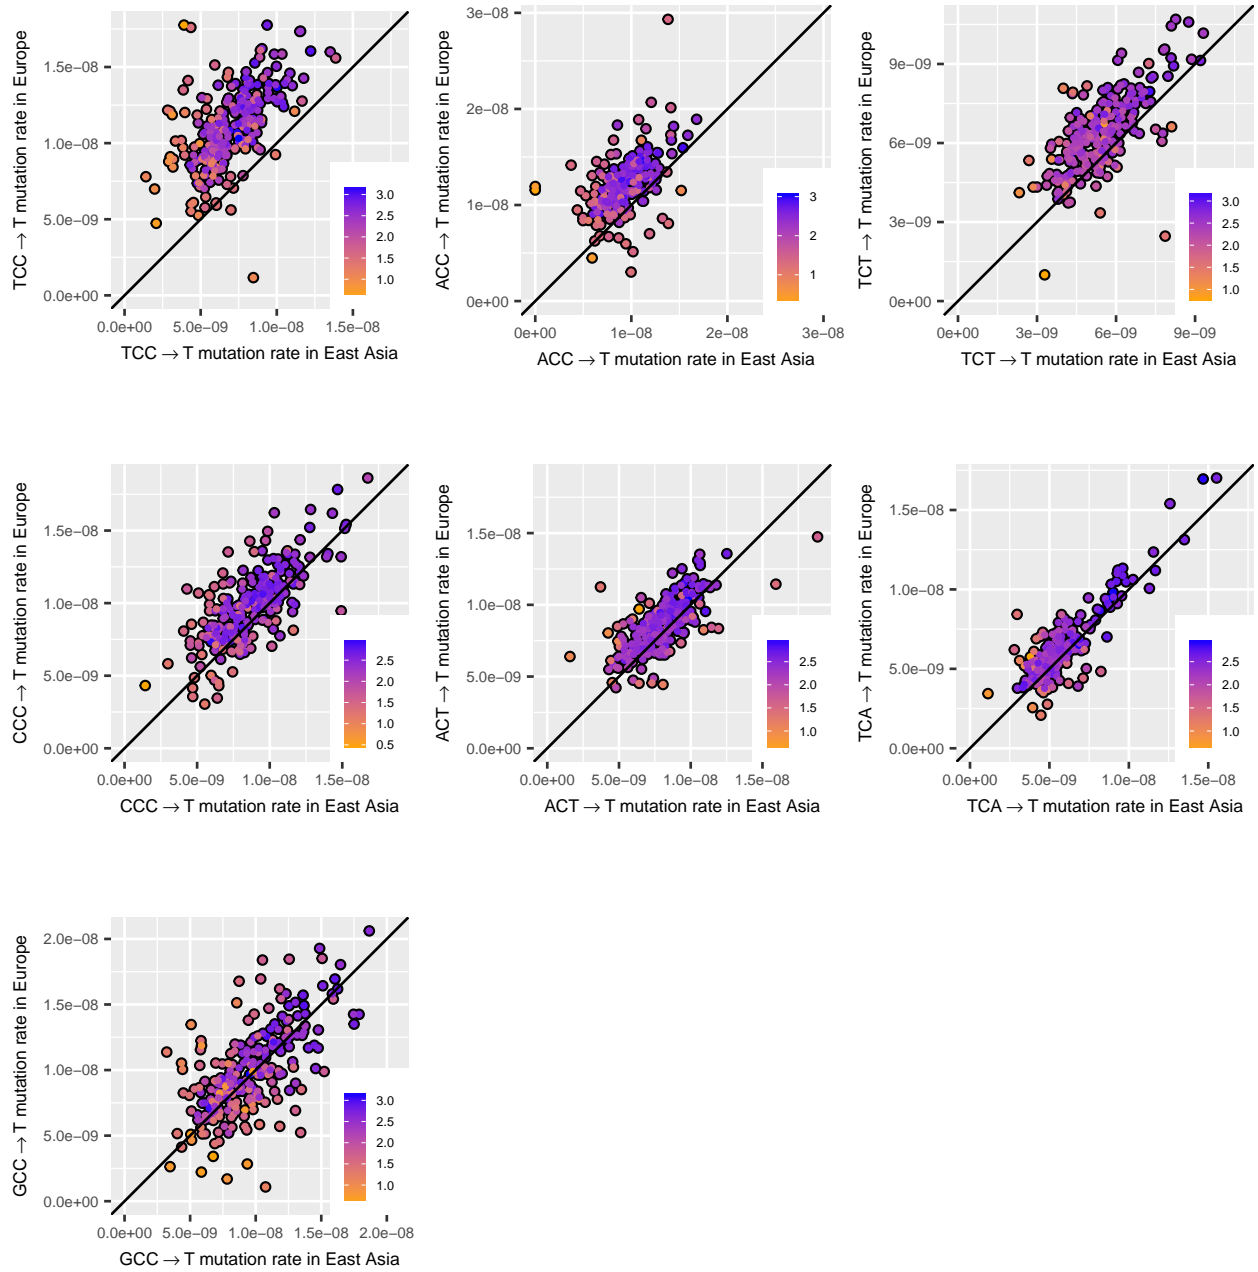 TCC → T mutation rate in Europe
1.5e−08
1.0e−08
5.0e−09
0.0e+00
3.0
2.5
2.0
1.5
1.0
0.0e+00 5.0e−09 1.0e−08 1.5e−08
TCC → T mutation rate in East Asia
ACC → T mutation rate in Europe
3e−08
2e−08
1e−08
0e+00
3
2
1
0e+00 1e−08 2e−08 3e−08
ACC → T mutation rate in East Asia
TCT → T mutation rate in Europe
9e−09
6e−09
3e−09
0e+00
3.0
2.5
2.0
1.5
1.0
0e+00 3e−09 6e−09 9e−09
TCT → T mutation rate in East Asia
CCC → T mutation rate in Europe
1.5e−08
1.0e−08
5.0e−09
0.0e+00
2.5
2.0
1.5
1.0
0.5
0.0e+00 5.0e−09 1.0e−08 1.5e−08
CCC → T mutation rate in East Asia
ACT → T mutation rate in Europe
1.5e−08
1.0e−08
5.0e−09
0.0e+00
2.5
2.0
1.5
1.0
0.0e+00 5.0e−09 1.0e−08 1.5e−08
ACT → T mutation rate in East Asia
TCA → T mutation rate in Europe
1.5e−08
1.0e−08
5.0e−09
0.0e+00
2.5
2.0
1.5
1.0
0.0e+00 5.0e−09 1.0e−08 1.5e−08
TCA → T mutation rate in East Asia
GCC → T mutation rate in Europe
2.0e−08
1.5e−08
1.0e−08
5.0e−09
0.0e+00
3.0
2.5
2.0
1.5
1.0
0.0e+00 5.0e−09 1.0e−08 1.5e−08 2.0e−08
GCC → T mutation rate in East Asia